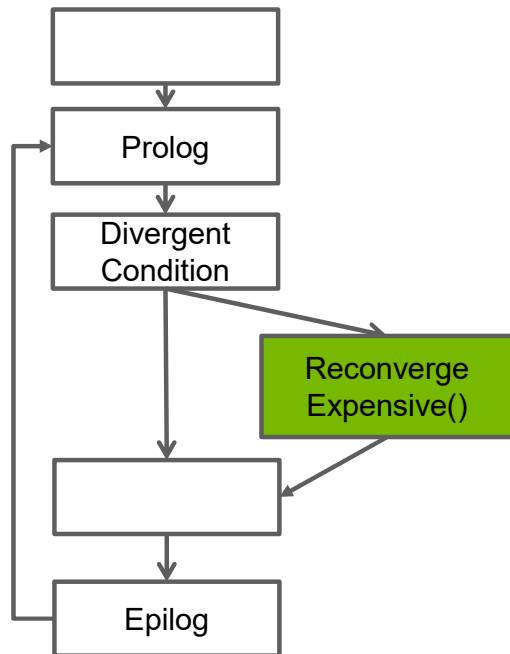 Prolog
Divergent
Condition
Reconverge
Expensive()
Epilog